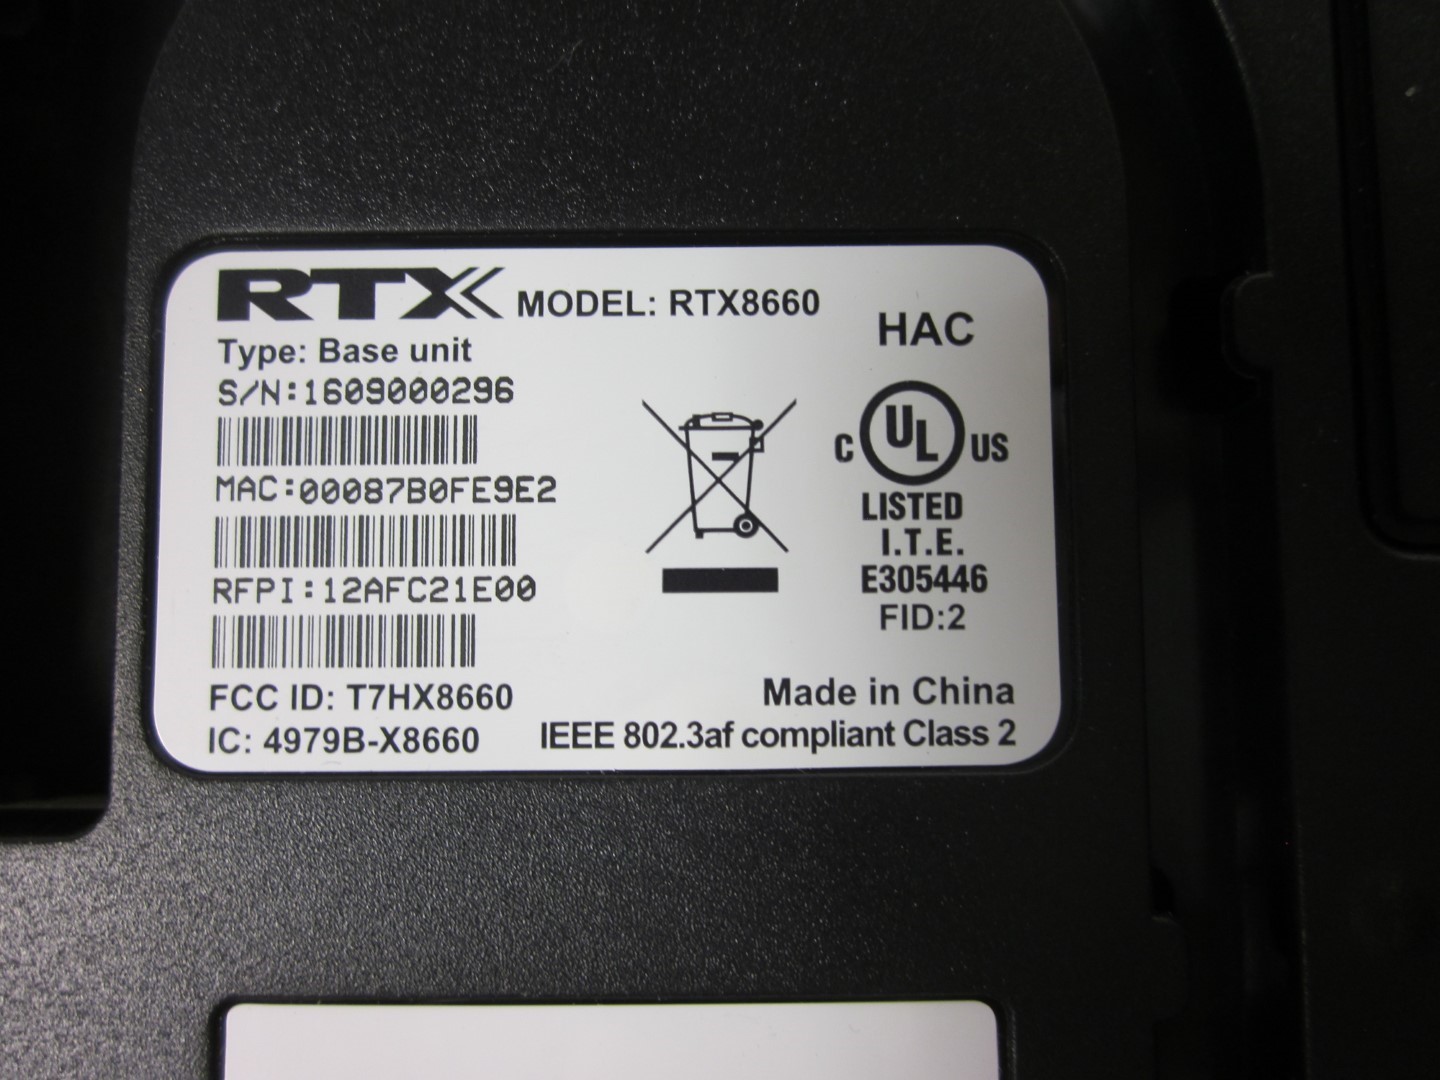 RTX MODEL: RTX8660
HAC
Type: Base unit
S/N:1609000296
MAC:00087B0FE9E2
RFPI:12AFC21E00
C UL US
LISTED
I.T.E.
E305446
FID:2
FCC ID: T7HX8660
Made in China
IC: 4979B-X8660
IEEE 802.3af compliant Class 2